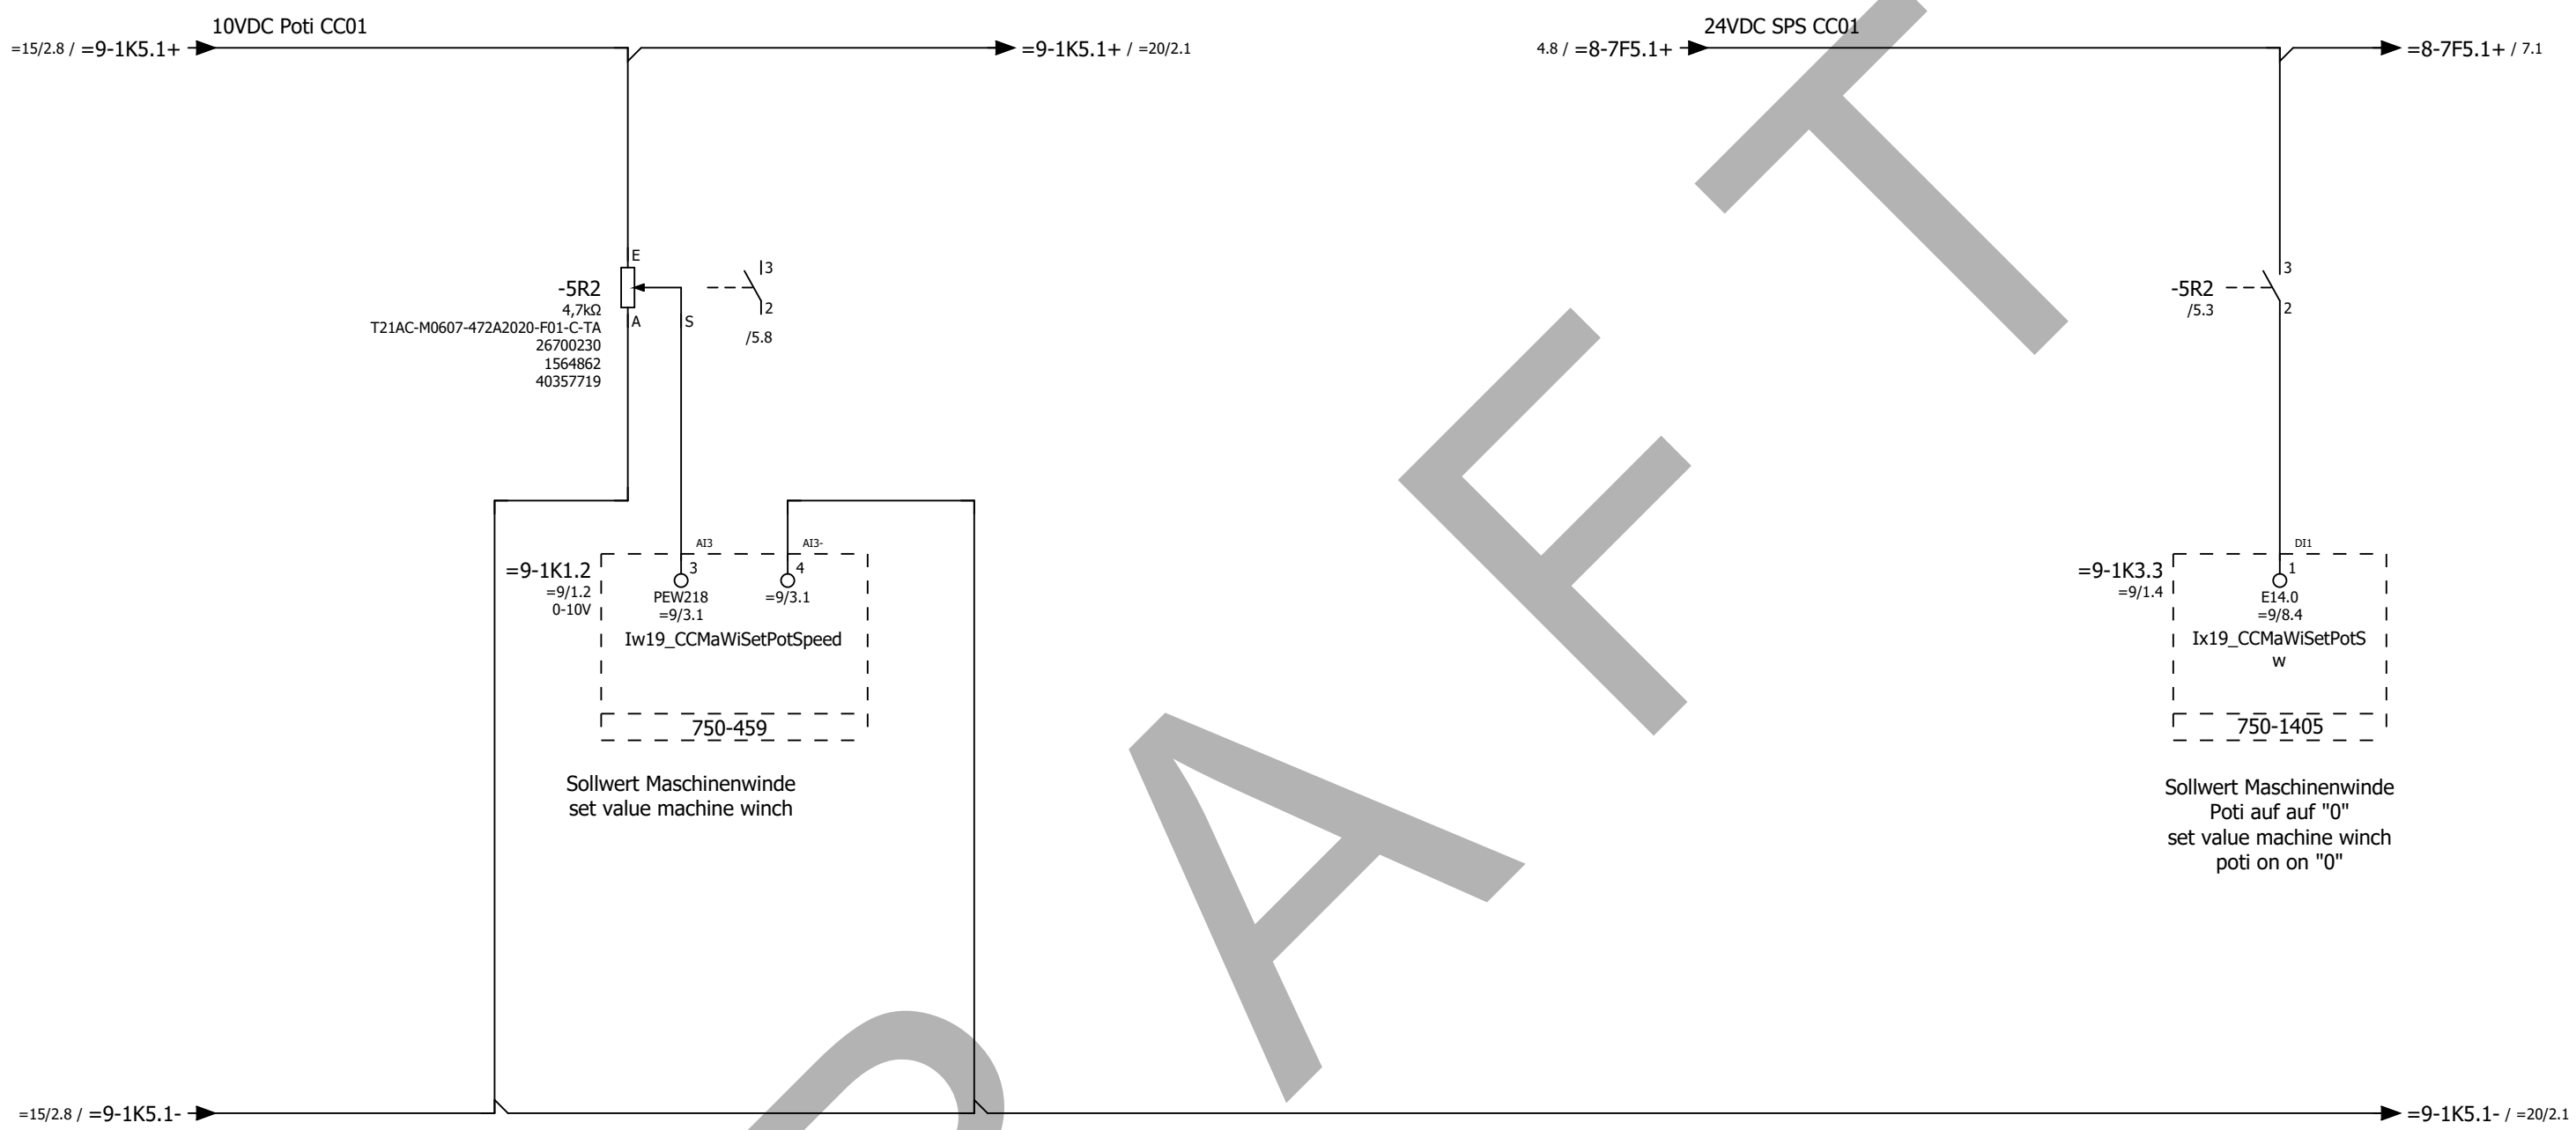 10VDC Poti CC01
24VDC SPS CC01
=15/2.8 / =9-1K5.1+
=9-1K5.1+ / =20/2.1
4.8 / =8-7F5.1+
=8-7F5.1+ / 7.1
E
-5R2
4,7kΩ
T21AC-M0607-472A2020-F01-C-TA
26700230
1564862
40357719
A
S
3
2
/5.8
-5R2
/5.3
3
2
=9-1K1.2
=9/1.2
0-10V
AI3
3
PEW218
=9/3.1
AI3-
4
=9/3.1
Iw19_CCMaWiSetPotSpeed
750-459
Sollwert Maschinenwinde
set value machine winch
=9-1K3.3
=9/1.4
DI1
1
E14.0
=9/8.4
Ix19_CCMaWiSetPotS
w
750-1405
Sollwert Maschinenwinde
Poti auf auf "0"
set value machine winch
poti on on "0"
=15/2.8 / =9-1K5.1-
=9-1K5.1- / =20/2.1
AFT